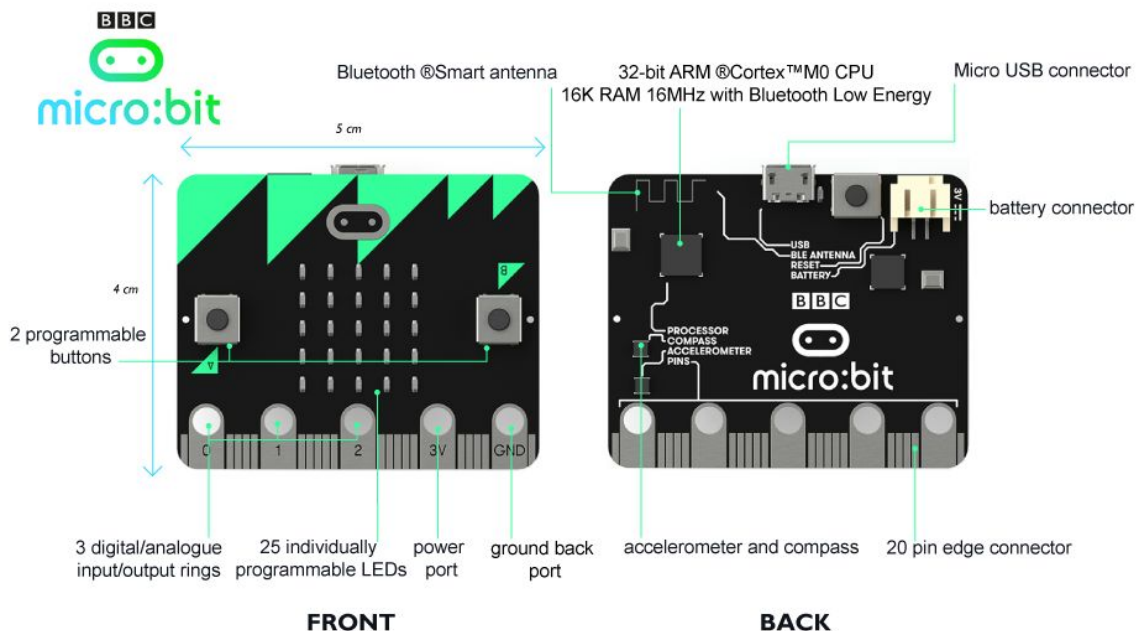 BBC
micro:bit
Bluetooth ®Smart antenna
32-bit ARM ®Cortex™M0 CPU
16K RAM 16MHz with Bluetooth Low Energy
Micro USB connector
5 cm
battery connector
4 cm
2 programmable
buttons
B
A
0
1
2
3V
GND
3V
USB
BLE ANTENNA
RESET
BATTERY
BBC
micro:bit
PROCESSOR
COMPASS
ACCELEROMETER
PINS
3 digital/analogue
input/output rings
25 individually
programmable LEDs
power
port
ground back
port
accelerometer and compass
20 pin edge connector
FRONT
BACK